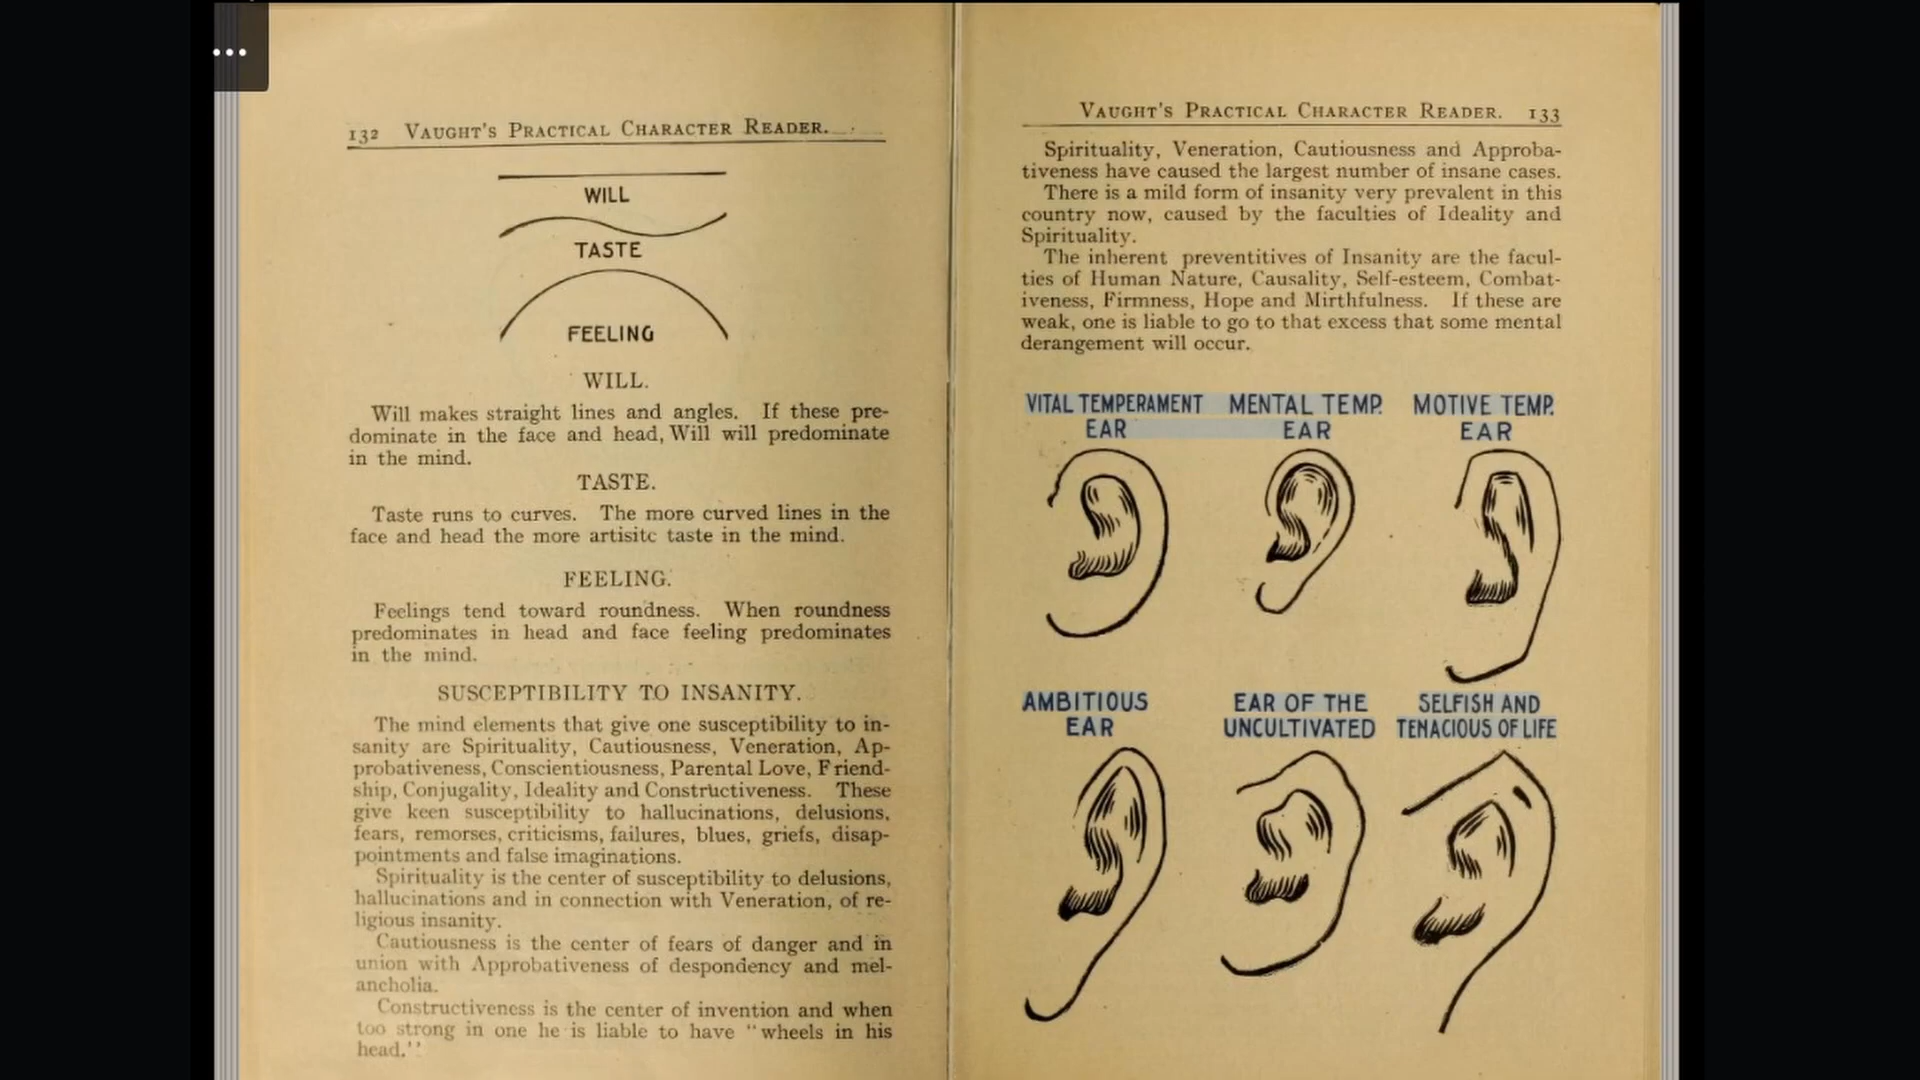 132 VAUGHT'S PRACTICAL CHARACTER READER.
WILL
TASTE
FEELING
WILL.
Will makes straight lines and angles. If these pre-
dominate in the face and head, Will will predominate
in the mind.
TASTE.
Taste runs to curves. The more curved lines in the
face and head the more artisitc taste in the mind.
FEELING.
Feelings tend toward roundness. When roundness
predominates in head and face feeling predominates
in the mind.
SUSCEPTIBILITY TO INSANITY.
The mind elements that give one susceptibility to in-
sanity are Spirituality, Cautiousness, Veneration, Ap-
probativeness, Conscientiousness, Parental Love, Friend-
ship, Conjugality, Ideality and Constructiveness. These
give keen susceptibility to hallucinations, delusions,
fears, remorses, criticisms, failures, blues, griefs, disap-
pointments and false imaginations.
Spirituality is the center of susceptibility to delusions,
hallucinations and in connection with Veneration, of re-
ligious insanity.
Cautiousness is the center of fears of danger and in
union with Approbativeness of despondency and mel-
ancholia.
Constructiveness is the center of invention and when
too strong in one he is liable to have "wheels in his
head."
VAUGHT'S PRACTICAL CHARACTER READER. 133
Spirituality, Veneration, Cautiousness and Approba-
tiveness have caused the largest number of insane cases.
There is a mild form of insanity very prevalent in this
country now, caused by the faculties of Ideality and
Spirituality.
The inherent preventitives of Insanity are the facul-
ties of Human Nature, Causality, Self-esteem, Combat-
iveness, Firmness, Hope and Mirthfulness. If these are
weak, one is liable to go to that excess that some mental
derangement will occur.
VITAL TEMPERAMENT
EAR
MENTAL TEMP.
EAR
MOTIVE TEMP.
EAR
AMBITIOUS
EAR
EAR OF THE
UNCULTIVATED
SELFISH AND
TENACIOUS OF LIFE